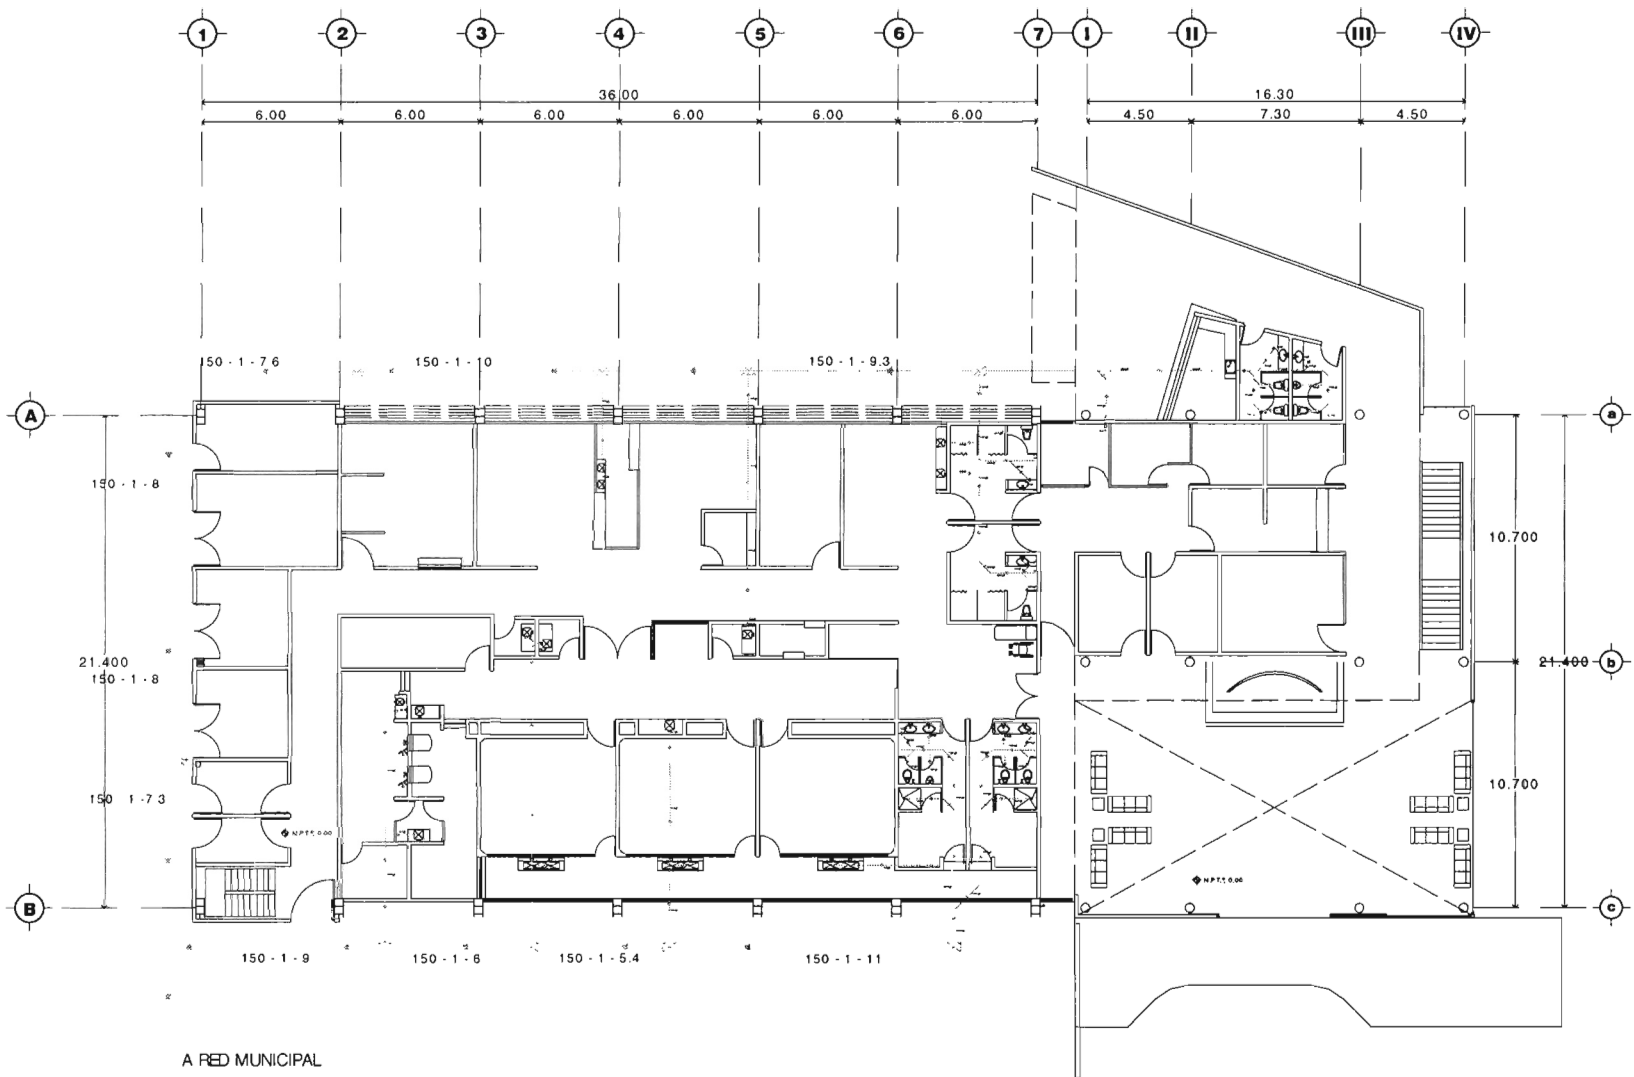 1 2 3 4 5 6 7 I II III IV
36.00 16.30
6.00 6.00 6.00 6.00 6.00 6.00 4.50 7.30 4.50
150 - 1 - 7 6 150 - 1 - 10 150 - 1 - 9.3
A a
150 - 1 - 8
10.700
21.400 21.400 b
150 - 1 - 8
150 1 - 7 3 10.700
N.P.T.± 0.00
N.P.T.± 0.00
B c
150 - 1 - 9 150 - 1 - 6 150 - 1 - 5.4 150 - 1 - 11
A RED MUNICIPAL